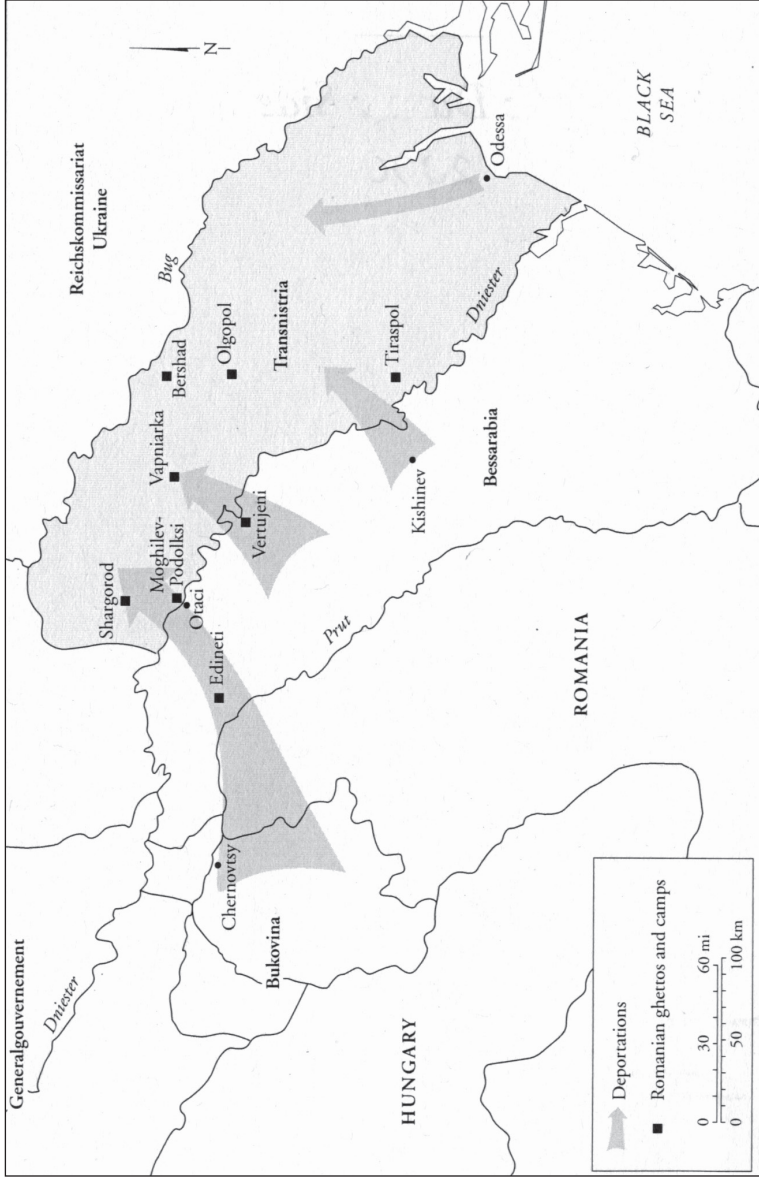 Generalgouvernement
Dniester
Reichskommissariat
Ukraine
N
Bug
Shargorod
Moghilev-
Podolksi
Otaci
Vapniarka
Bershad
Olgopol
Transnistria
Edineti
Vertujeni
Tiraspol
Dniester
Odessa
Chernovtsy
Bukovina
Prut
Kishinev
Bessarabia
BLACK
SEA
HUNGARY
ROMANIA
Deportations
Romanian ghettos and camps
0 30 60 mi
0 50 100 km